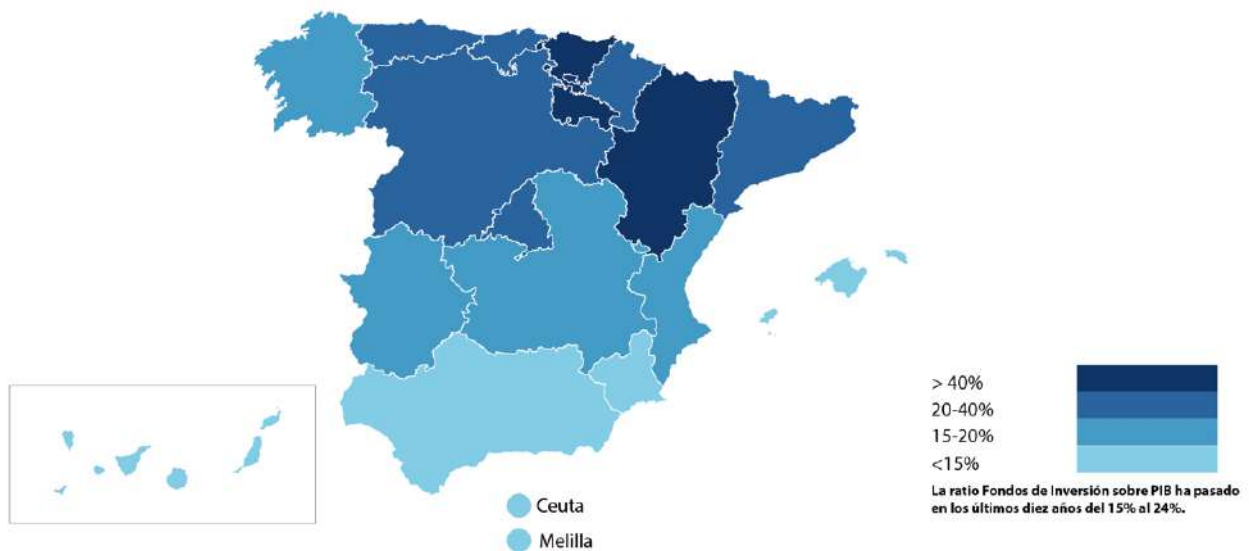 > 40%
20-40%
15-20%
<15%
La ratio Fondos de Inversión sobre PIB ha pasado
en los últimos diez años del 15% al 24%.
Ceuta
Melilla